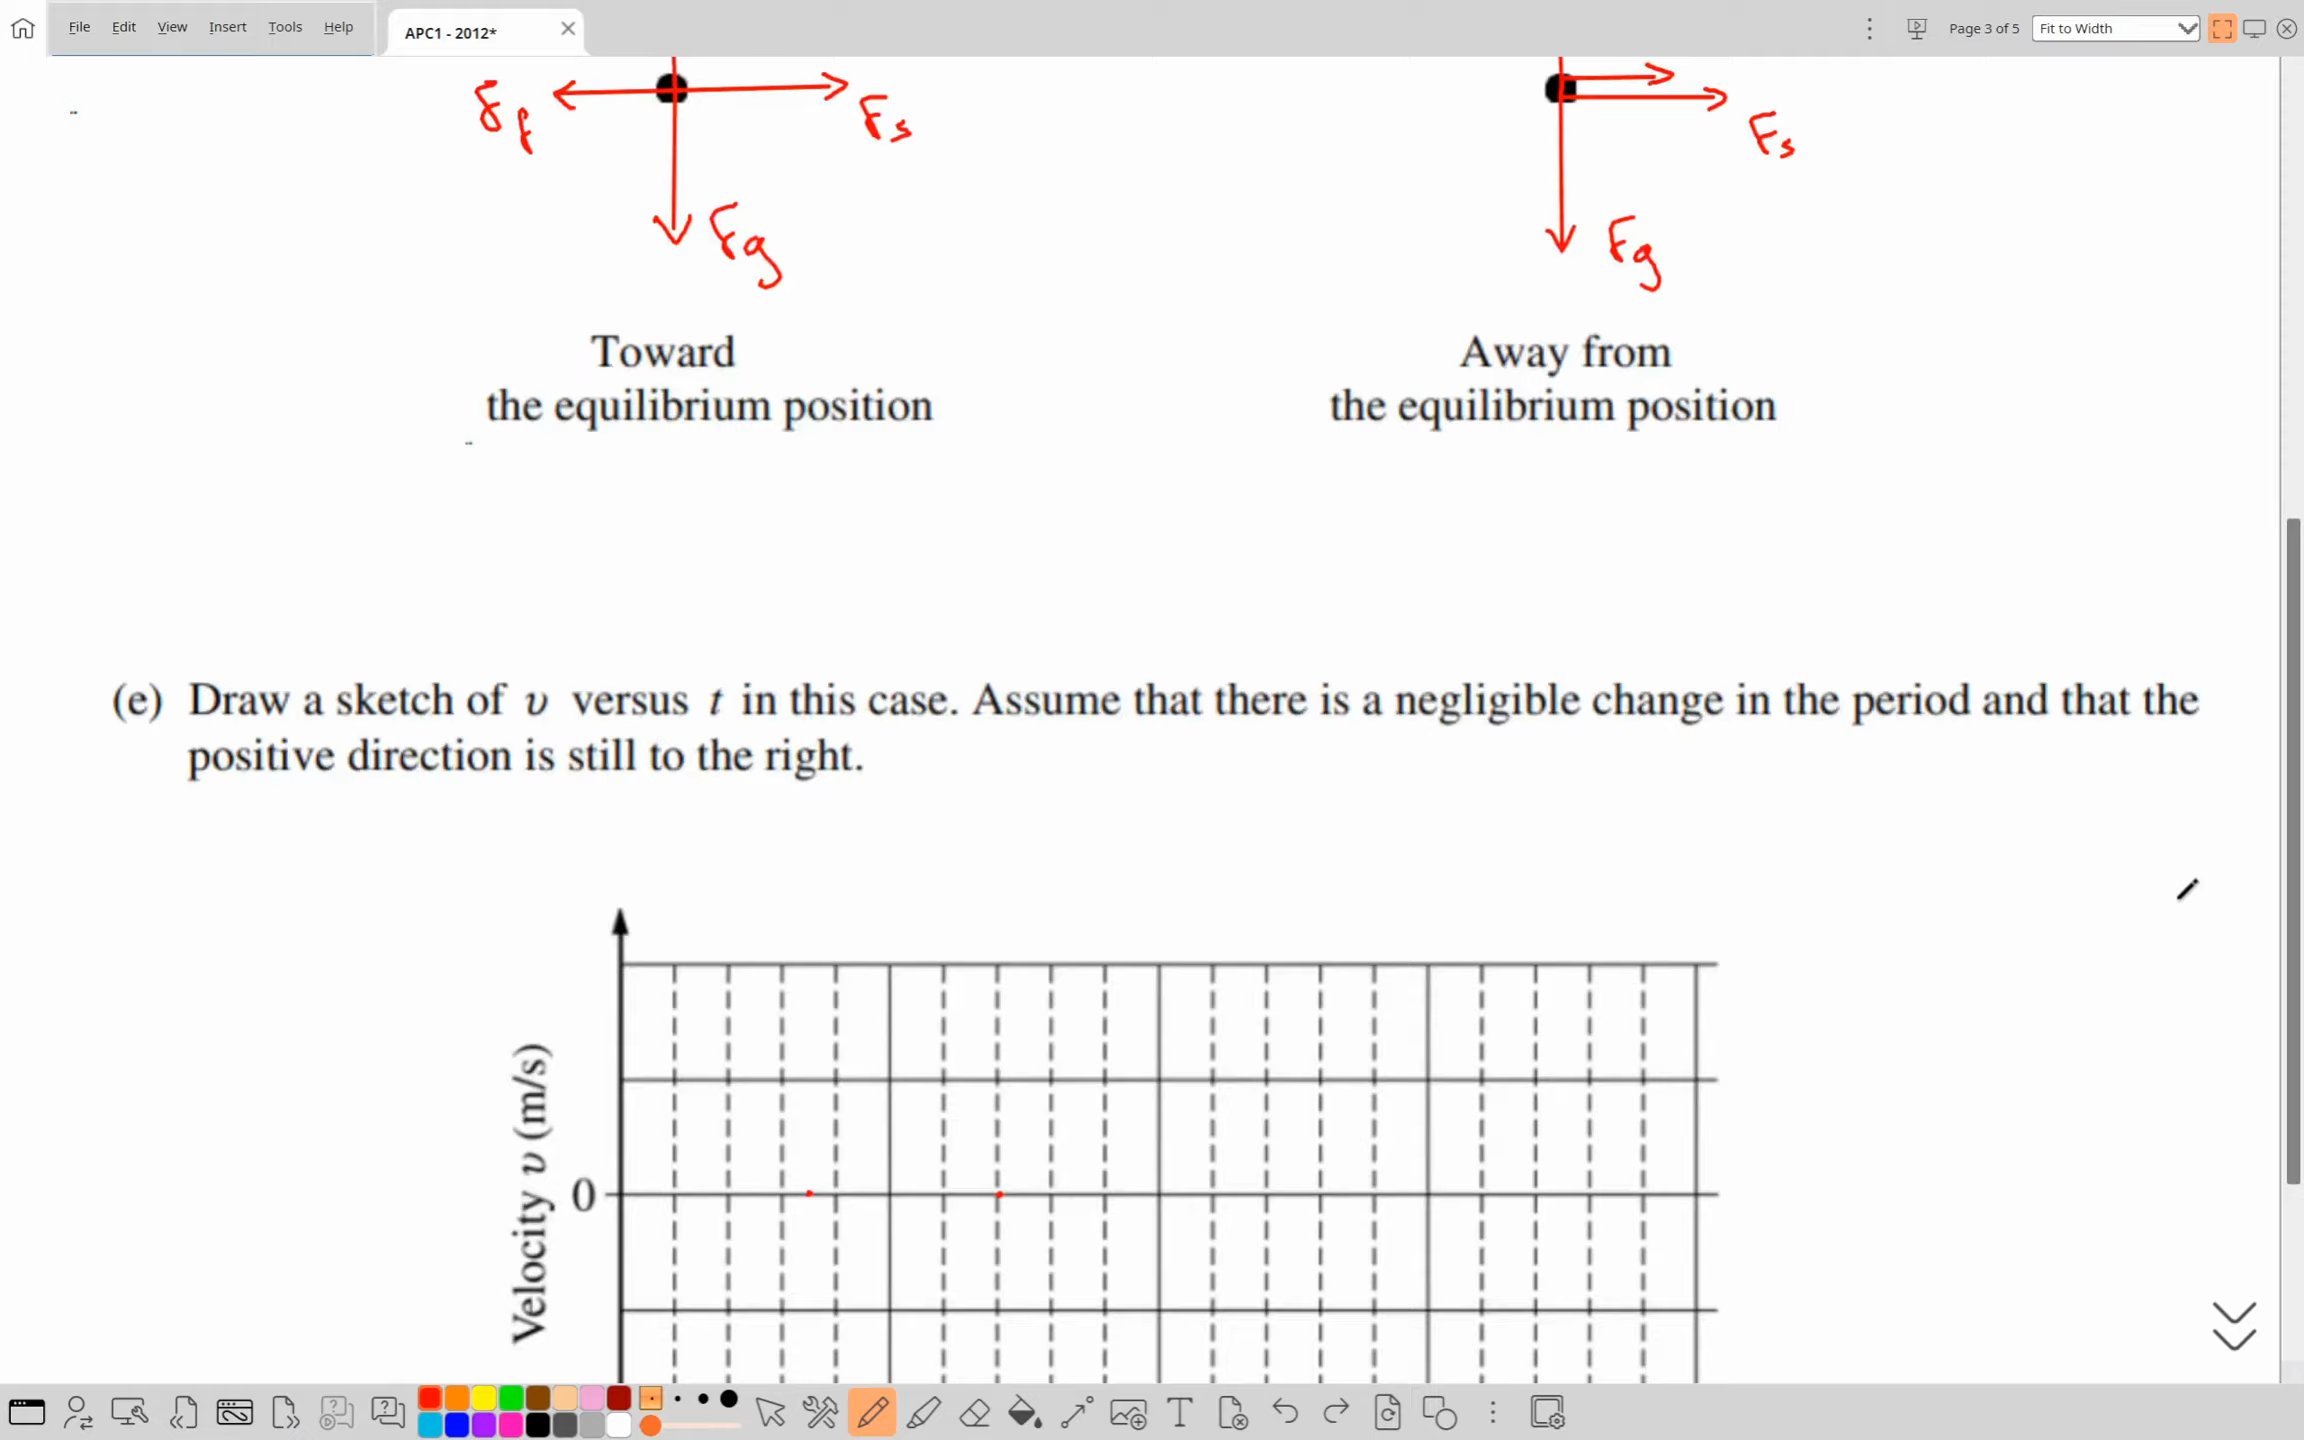 File Edit View Insert Tools Help
APC1 - 2012*
Page 3 of 5
Fit to Width
Ff
Fs
Fg
Fs
Fg
Toward
the equilibrium position
Away from
the equilibrium position
(e) Draw a sketch of υ versus t in this case. Assume that there is a negligible change in the period and that the
positive direction is still to the right.
Velocity υ (m/s)
0